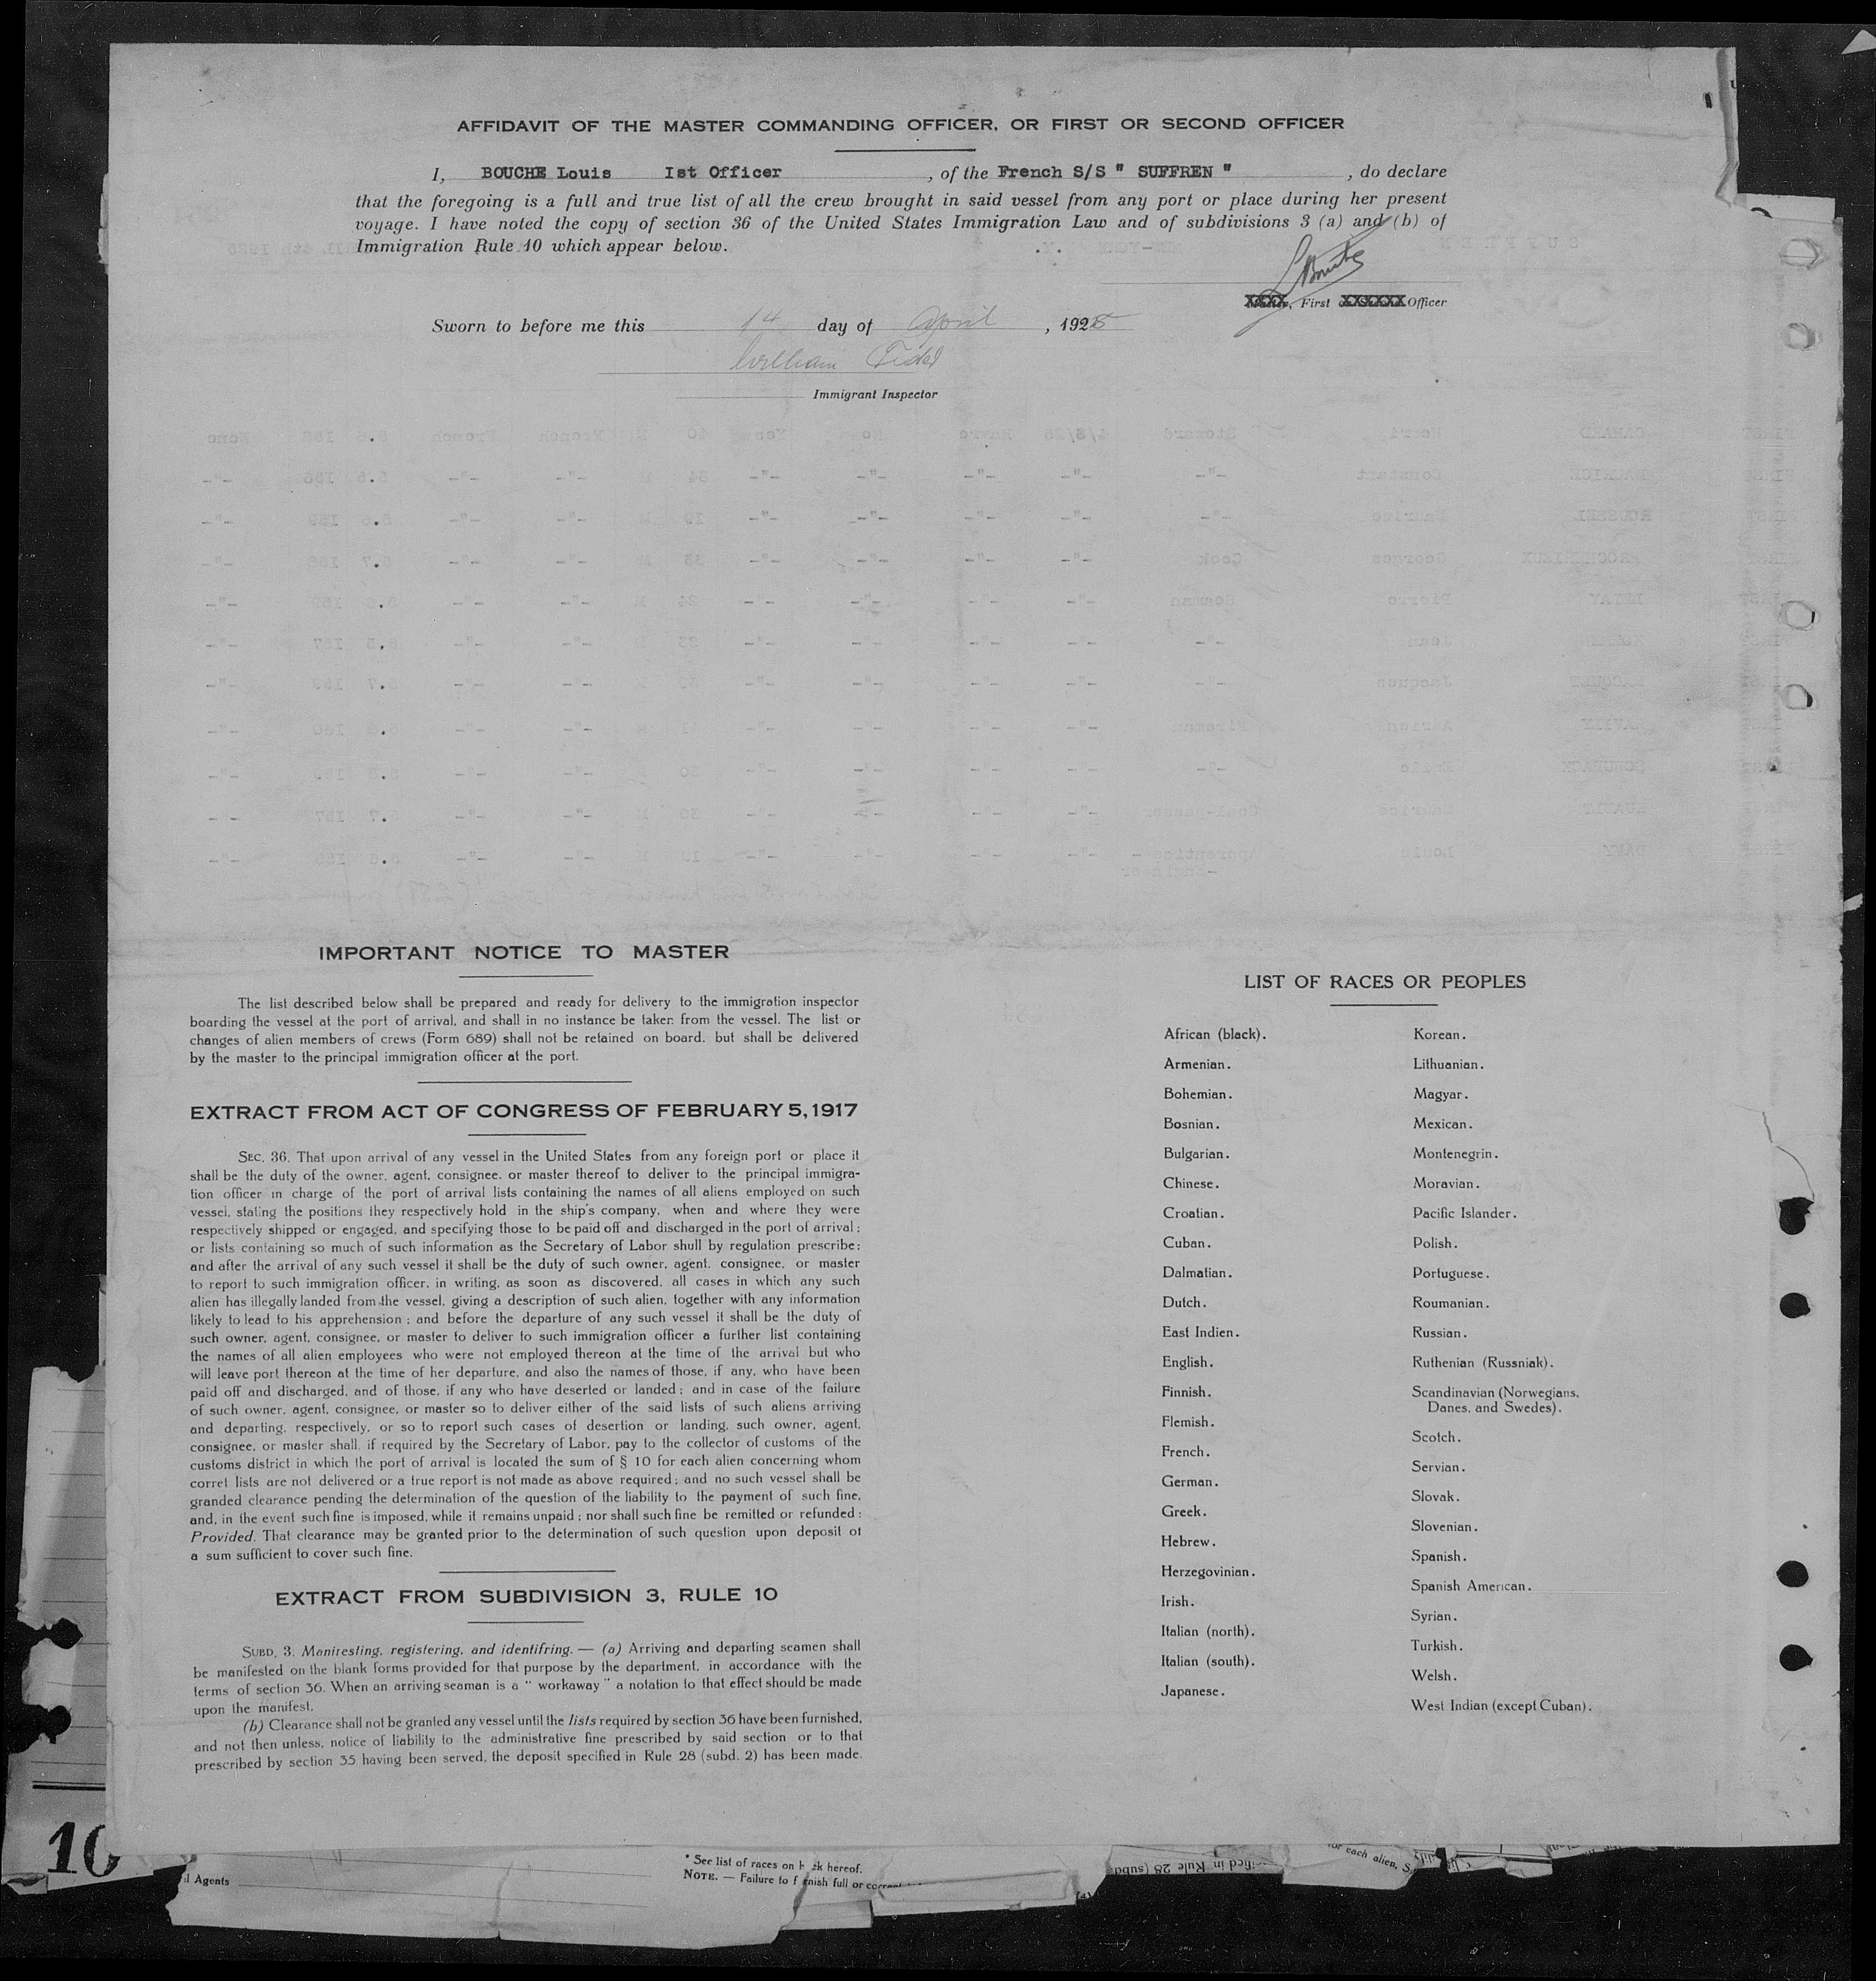 AFFIDAVIT OF THE MASTER COMMANDING OFFICER, OR FIRST OR SECOND OFFICER
I, BOUCHE Louis Ist Officer , of the French S/S " SUFFREN " , do declare
that the foregoing is a full and true list of all the crew brought in said vessel from any port or place during her present
voyage. I have noted the copy of section 36 of the United States Immigration Law and of subdivisions 3 (a) and (b) of
Immigration Rule 10 which appear below.
First Officer
Sworn to before me this 14 day of April , 1925
William
Immigrant Inspector
IMPORTANT NOTICE TO MASTER
The list described below shall be prepared and ready for delivery to the immigration inspector
boarding the vessel at the port of arrival, and shall in no instance be taken from the vessel. The list or
changes of alien members of crews (Form 689) shall not be retained on board, but shall be delivered
by the master to the principal immigration officer at the port.
EXTRACT FROM ACT OF CONGRESS OF FEBRUARY 5, 1917
SEC. 36. That upon arrival of any vessel in the United States from any foreign port or place it
shall be the duty of the owner, agent, consignee, or master thereof to deliver to the principal immigra-
tion officer in charge of the port of arrival lists containing the names of all aliens employed on such
vessel, stating the positions they respectively hold in the ship's company, when and where they were
respectively shipped or engaged, and specifying those to be paid off and discharged in the port of arrival;
or lists containing so much of such information as the Secretary of Labor shull by regulation prescribe;
and after the arrival of any such vessel it shall be the duty of such owner, agent, consignee, or master
to report to such immigration officer, in writing, as soon as discovered, all cases in which any such
alien has illegally landed from the vessel, giving a description of such alien, together with any information
likely to lead to his apprehension; and before the departure of any such vessel it shall be the duty of
such owner, agent, consignee, or master to deliver to such immigration officer a further list containing
the names of all alien employees who were not employed thereon at the time of the arrival but who
will leave port thereon at the time of her departure, and also the names of those, if any, who have been
paid off and discharged, and of those, if any who have deserted or landed; and in case of the failure
of such owner, agent, consignee, or master so to deliver either of the said lists of such aliens arriving
and departing, respectively, or so to report such cases of desertion or landing, such owner, agent,
consignee, or master shall, if required by the Secretary of Labor, pay to the collector of customs of the
customs district in which the port of arrival is located the sum of § 10 for each alien concerning whom
corret lists are not delivered or a true report is not made as above required; and no such vessel shall be
granded clearance pending the determination of the question of the liability to the payment of such fine,
and, in the event such fine is imposed, while it remains unpaid; nor shall such fine be remitted or refunded:
Provided. That clearance may be granted prior to the determination of such question upon deposit of
a sum sufficient to cover such fine.
EXTRACT FROM SUBDIVISION 3, RULE 10
SUBD. 3. Maniresting, registering, and identifring. — (a) Arriving and departing seamen shall
be manifested on the blank forms provided for that purpose by the department, in accordance with the
terms of section 36. When an arriving seaman is a " workaway " a notation to that effect should be made
upon the manifest.
(b) Clearance shall not be granted any vessel until the lists required by section 36 have been furnished,
and not then unless, notice of liability to the administrative fine prescribed by said section or to that
prescribed by section 35 having been served, the deposit specified in Rule 28 (subd. 2) has been made.
LIST OF RACES OR PEOPLES
African (black).
Armenian.
Bohemian.
Bosnian.
Bulgarian.
Chinese.
Croatian.
Cuban.
Dalmatian.
Dutch.
East Indien.
English.
Finnish.
Flemish.
French.
German.
Greek.
Hebrew.
Herzegovinian.
Irish.
Italian (north).
Italian (south).
Japanese.
Korean.
Lithuanian.
Magyar.
Mexican.
Montenegrin.
Moravian.
Pacific Islander.
Polish.
Portuguese.
Roumanian.
Russian.
Ruthenian (Russniak).
Scandinavian (Norwegians,
Danes, and Swedes).
Scotch.
Servian.
Slovak.
Slovenian.
Spanish.
Spanish American.
Syrian.
Turkish.
Welsh.
West Indian (except Cuban).
10
Agents
* See list of races on hereof.
NOTE. — Failure to full or
for each alien,
Rule 28 (subd